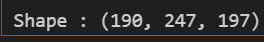 Shape : (190, 247, 197)